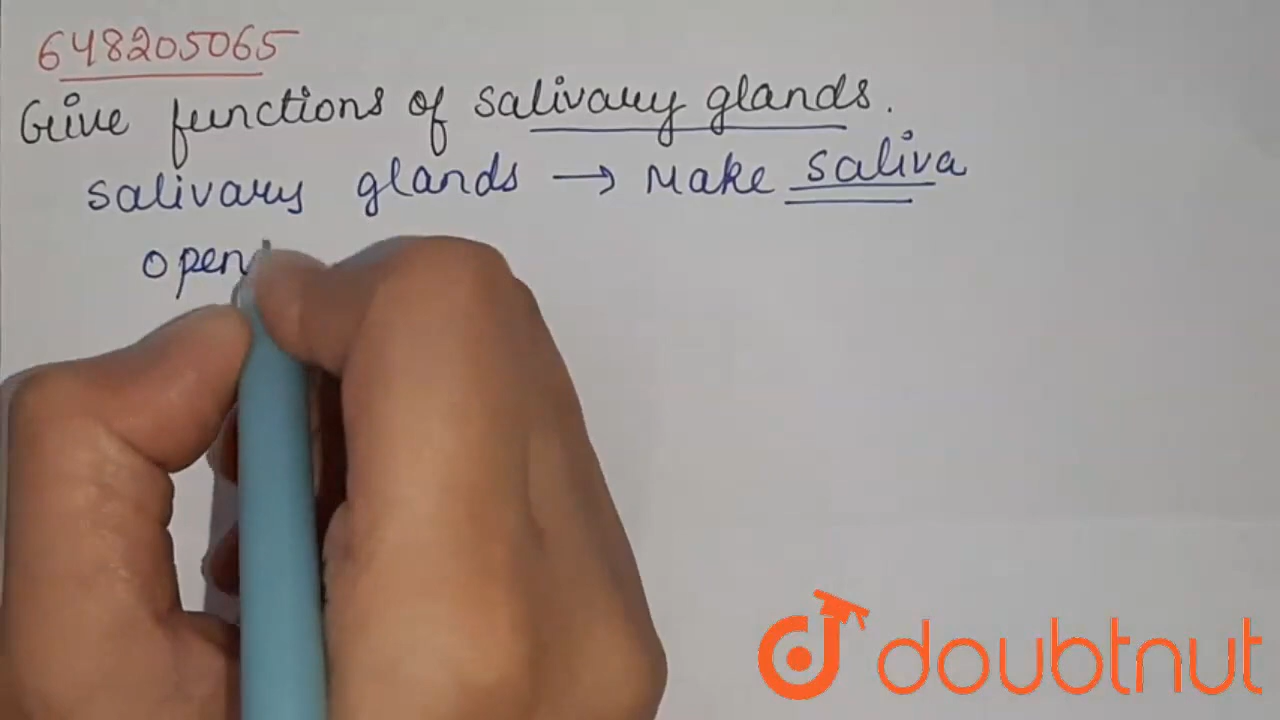 648205065
Give functions of salivary glands.
salivary glands → Make saliva
open
doubtnut